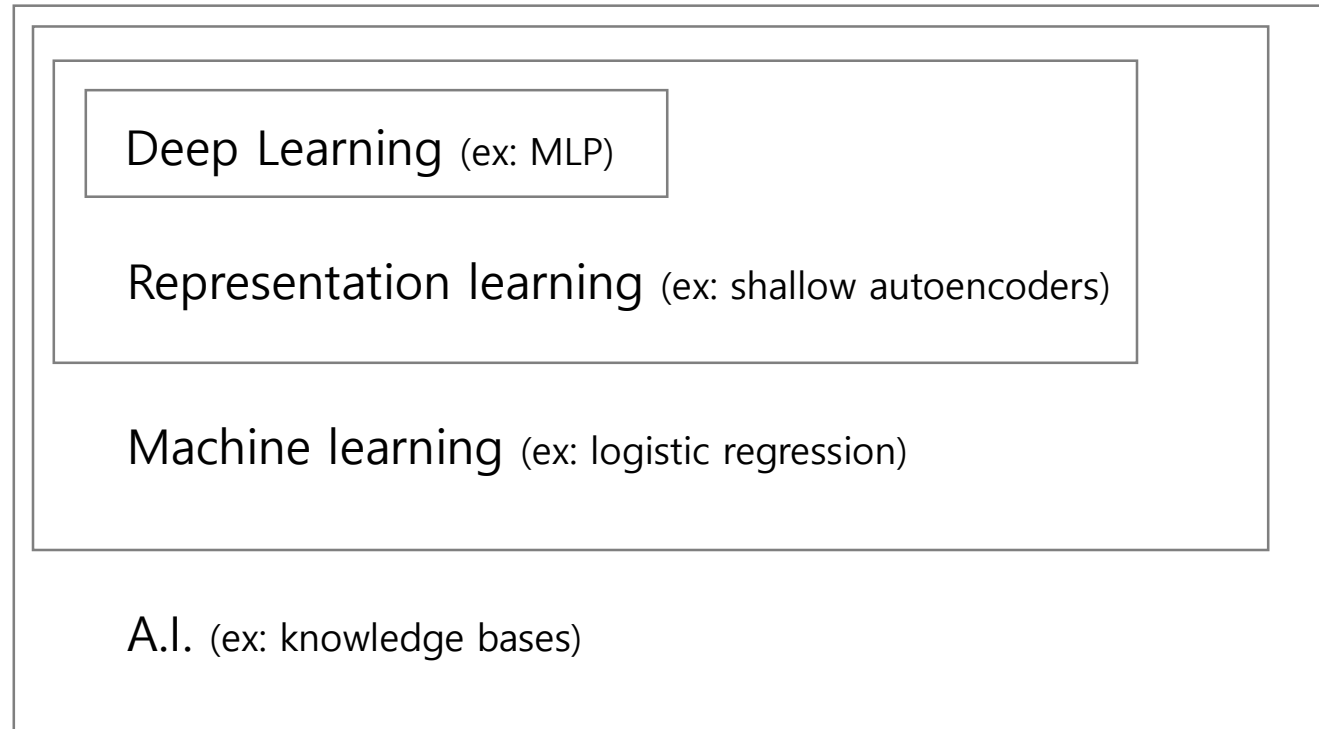 Deep Learning (ex: MLP)
Representation learning (ex: shallow autoencoders)
Machine learning (ex: logistic regression)
A.I. (ex: knowledge bases)